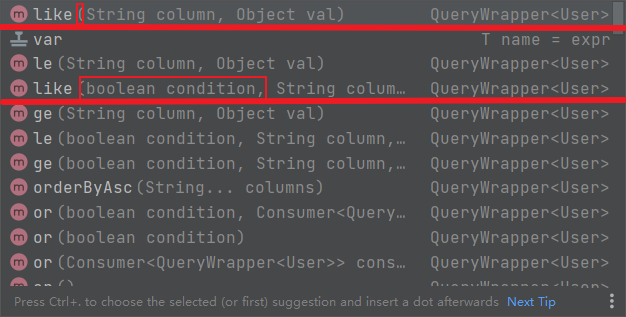 like(String column, Object val) QueryWrapper<User>
var T name = expr
le(String column, Object val) QueryWrapper<User>
like(boolean condition, String colum… QueryWrapper<User>
ge(String column, Object val) QueryWrapper<User>
le(boolean condition, String column,… QueryWrapper<User>
ge(boolean condition, String column,… QueryWrapper<User>
orderByAsc(String... columns) QueryWrapper<User>
or(boolean condition, Consumer<Query… QueryWrapper<User>
or(boolean condition) QueryWrapper<User>
or(Consumer<QueryWrapper<User>> cons… QueryWrapper<User>
or() QueryWrapper<User>
Press Ctrl+. to choose the selected (or first) suggestion and insert a dot afterwards Next Tip